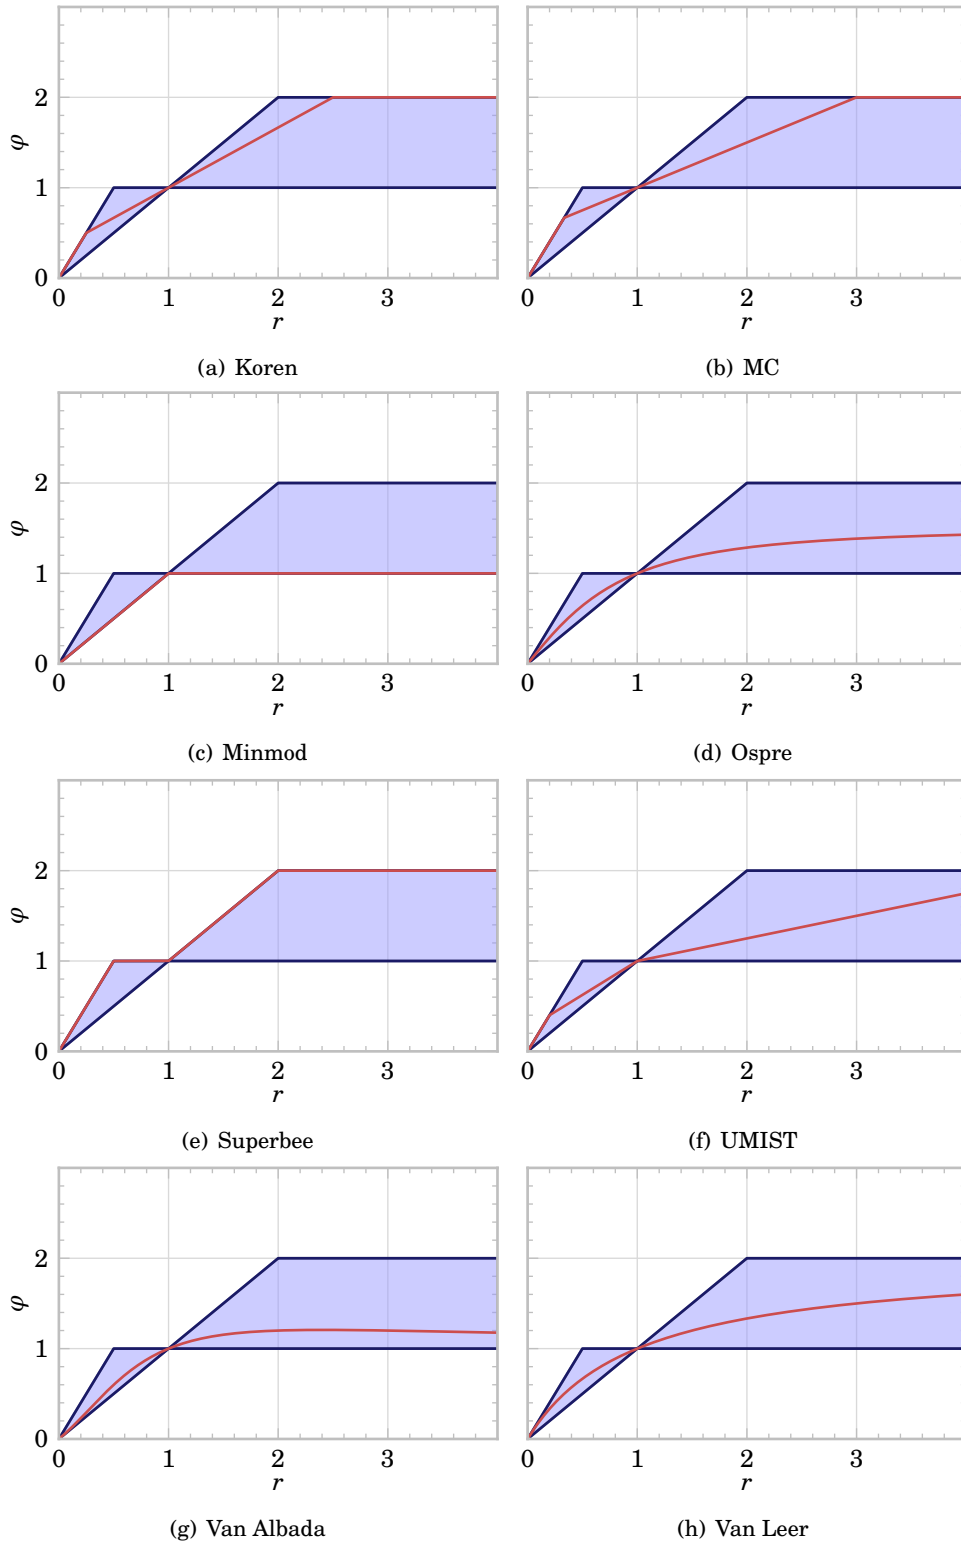 2
φ
1
0
0 1 2 3
r
0 1 2 3
r
(a) Koren
(b) MC
2
φ
1
0
0 1 2 3
r
0 1 2 3
r
(c) Minmod
(d) Ospre
2
φ
1
0
0 1 2 3
r
0 1 2 3
r
(e) Superbee
(f) UMIST
2
φ
1
0
0 1 2 3
r
0 1 2 3
r
(g) Van Albada
(h) Van Leer